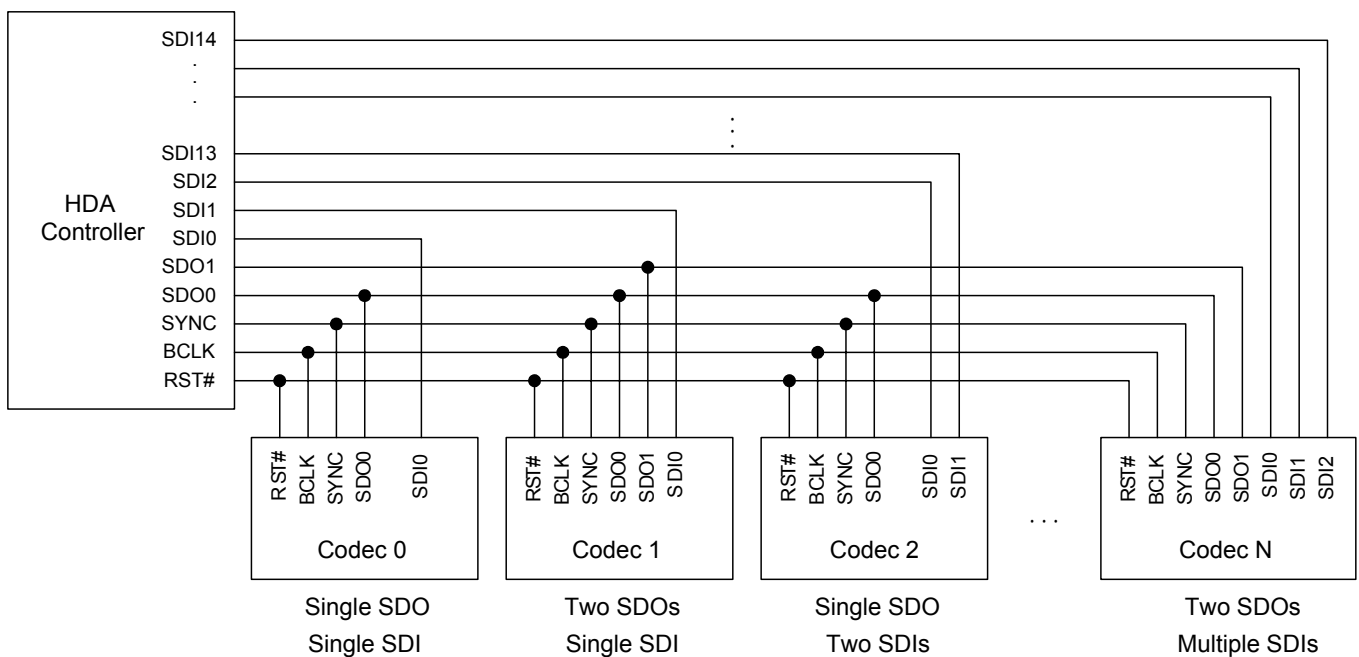 SDI14
.
.
.
SDI13
SDI2
SDI1
SDI0
SDO1
SDO0
SYNC
BCLK
RST#
HDA
Controller
.
.
.
RST#
BCLK
SYNC
SDO0
SDI0
Codec 0
Single SDO
Single SDI
RST#
BCLK
SYNC
SDO0
SDO1
SDI0
Codec 1
Two SDOs
Single SDI
RST#
BCLK
SYNC
SDO0
SDI0
SDI1
Codec 2
Single SDO
Two SDIs
. . .
RST#
BCLK
SYNC
SDO0
SDO1
SDI0
SDI1
SDI2
Codec N
Two SDOs
Multiple SDIs